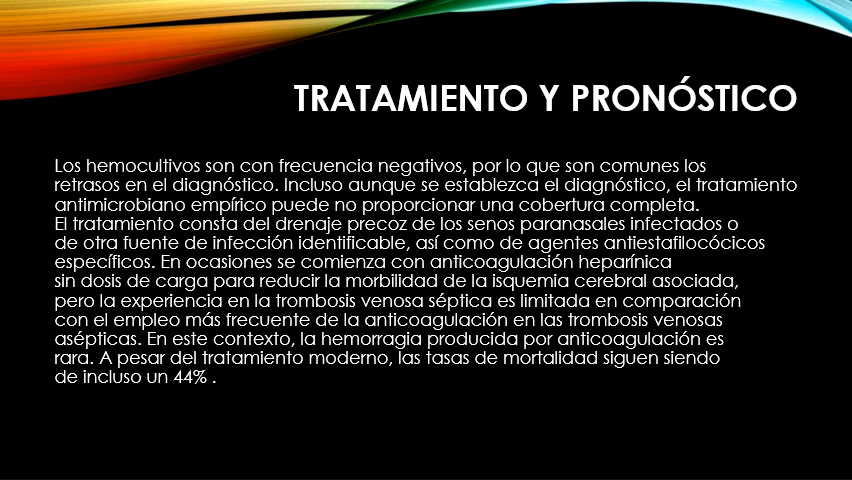 TRATAMIENTO Y PRONÓSTICO
Los hemocultivos son con frecuencia negativos, por lo que son comunes los
retrasos en el diagnóstico. Incluso aunque se establezca el diagnóstico, el tratamiento
antimicrobiano empírico puede no proporcionar una cobertura completa.
El tratamiento consta del drenaje precoz de los senos paranasales infectados o
de otra fuente de infección identificable, así como de agentes antiestafilocócicos
específicos. En ocasiones se comienza con anticoagulación heparínica
sin dosis de carga para reducir la morbilidad de la isquemia cerebral asociada,
pero la experiencia en la trombosis venosa séptica es limitada en comparación
con el empleo más frecuente de la anticoagulación en las trombosis venosas
asépticas. En este contexto, la hemorragia producida por anticoagulación es
rara. A pesar del tratamiento moderno, las tasas de mortalidad siguen siendo
de incluso un 44% .